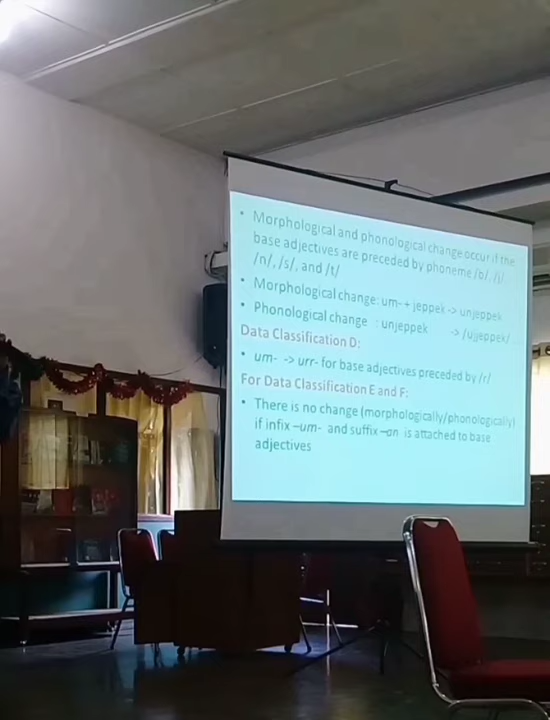 • Morphological and phonological change occur if the
base adjectives are preceded by phoneme /b/, /j/,
/n/, /s/, and /t/
• Morphological change: um- + jeppek -> unjeppek
• Phonological change : unjeppek -> /ujjeppek/
Data Classification D:
• um- -> urr- for base adjectives preceded by /r/
For Data Classification E and F:
• There is no change (morphologically/phonologically)
if infix –um- and suffix –an is attached to base
adjectives